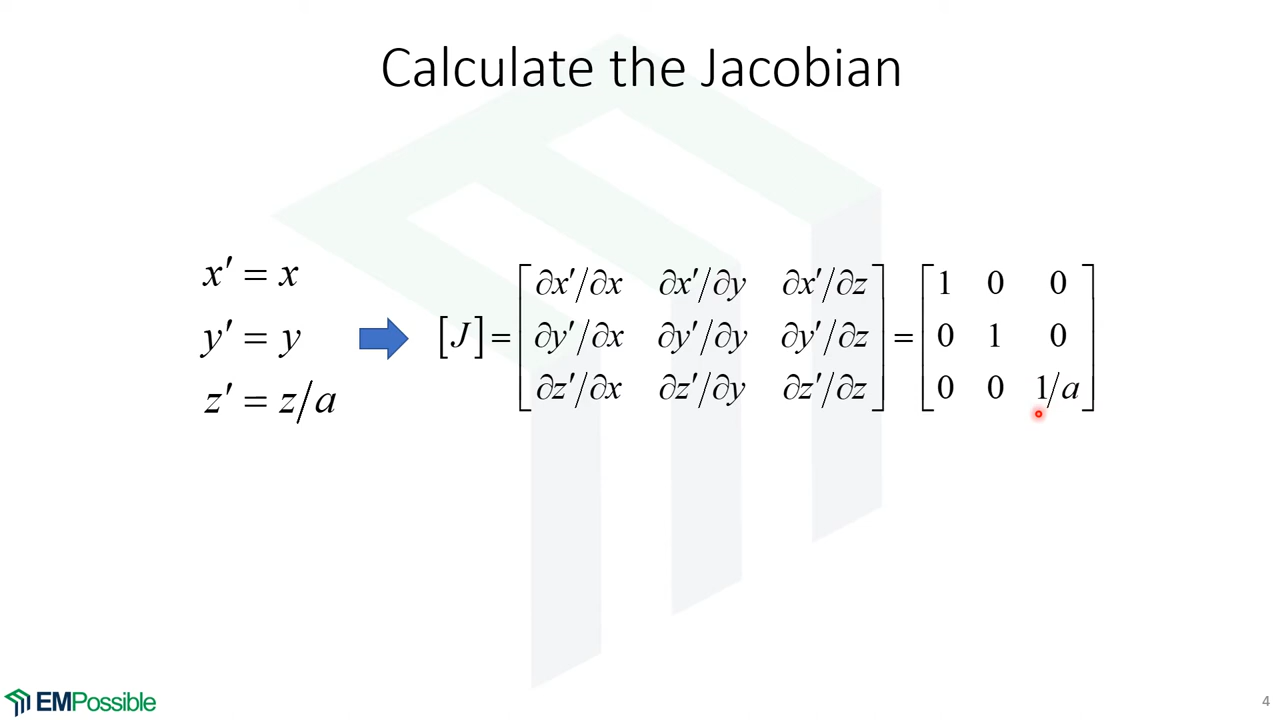 Calculate the Jacobian
x′ = x
y′ = y
z′ = z/a
[J] = [∂x′/∂x ∂x′/∂y ∂x′/∂z; ∂y′/∂x ∂y′/∂y ∂y′/∂z; ∂z′/∂x ∂z′/∂y ∂z′/∂z] = [1 0 0; 0 1 0; 0 0 1/a]
EMPossible
4